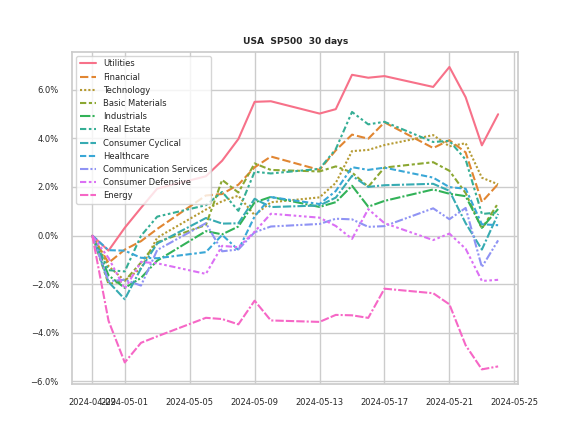 USA SP500 30 days
Utilities
Financial
Technology
Basic Materials
Industrials
Real Estate
Consumer Cyclical
Healthcare
Communication Services
Consumer Defensive
Energy
6.0%
4.0%
2.0%
0.0%
−2.0%
−4.0%
−6.0%
2024-04-29 2024-05-01 2024-05-05 2024-05-09 2024-05-13 2024-05-17 2024-05-21 2024-05-25